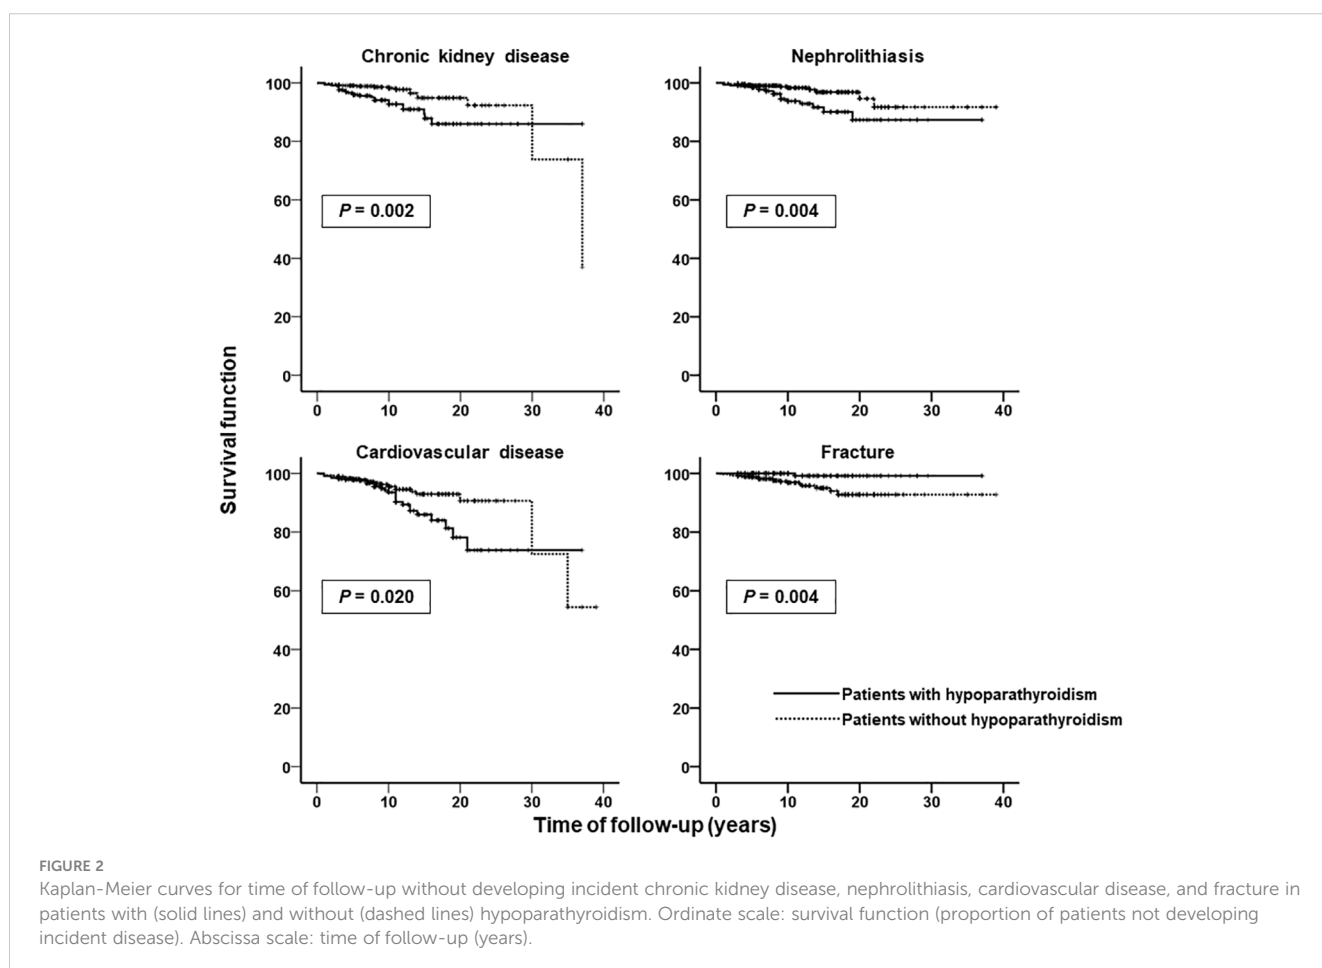 Chronic kidney disease
Nephrolithiasis
100
80
60
40
20
0
P = 0.002
0 10 20 30 40
100
80
60
40
20
0
P = 0.004
0 10 20 30 40
Survival function
Cardiovascular disease
Fracture
100
80
60
40
20
0
P = 0.020
0 10 20 30 40
100
80
60
40
20
0
P = 0.004
Patients with hypoparathyroidism
Patients without hypoparathyroidism
0 10 20 30 40
Time of follow-up (years)
FIGURE 2
Kaplan-Meier curves for time of follow-up without developing incident chronic kidney disease, nephrolithiasis, cardiovascular disease, and fracture in
patients with (solid lines) and without (dashed lines) hypoparathyroidism. Ordinate scale: survival function (proportion of patients not developing
incident disease). Abscissa scale: time of follow-up (years).